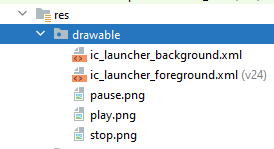 res
drawable
ic_launcher_background.xml
ic_launcher_foreground.xml (v24)
pause.png
play.png
stop.png